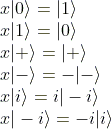 x|0⟩ = |1⟩
x|1⟩ = |0⟩
x|+⟩ = |+⟩
x|−⟩ = −|−⟩
x|i⟩ = i| − i⟩
x| − i⟩ = −i|i⟩